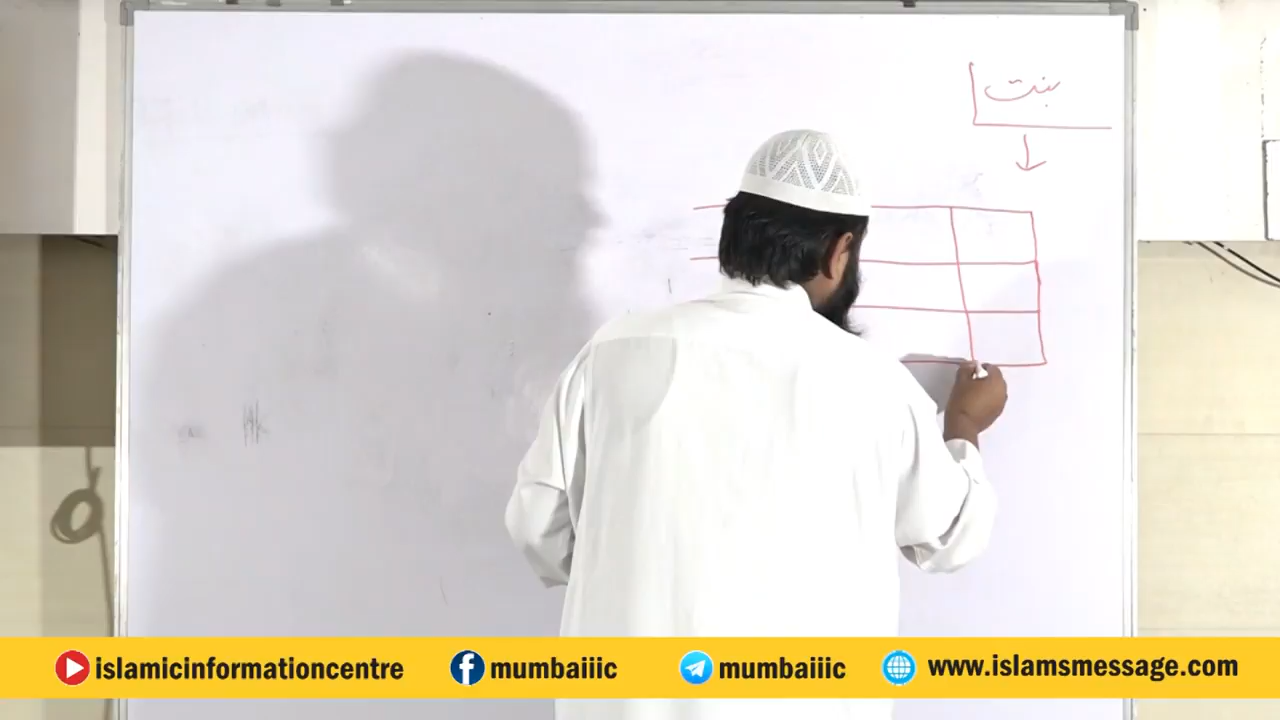 بنت
islamicinformationcentre
mumbaiiic
mumbaiiic
www.islamsmessage.com